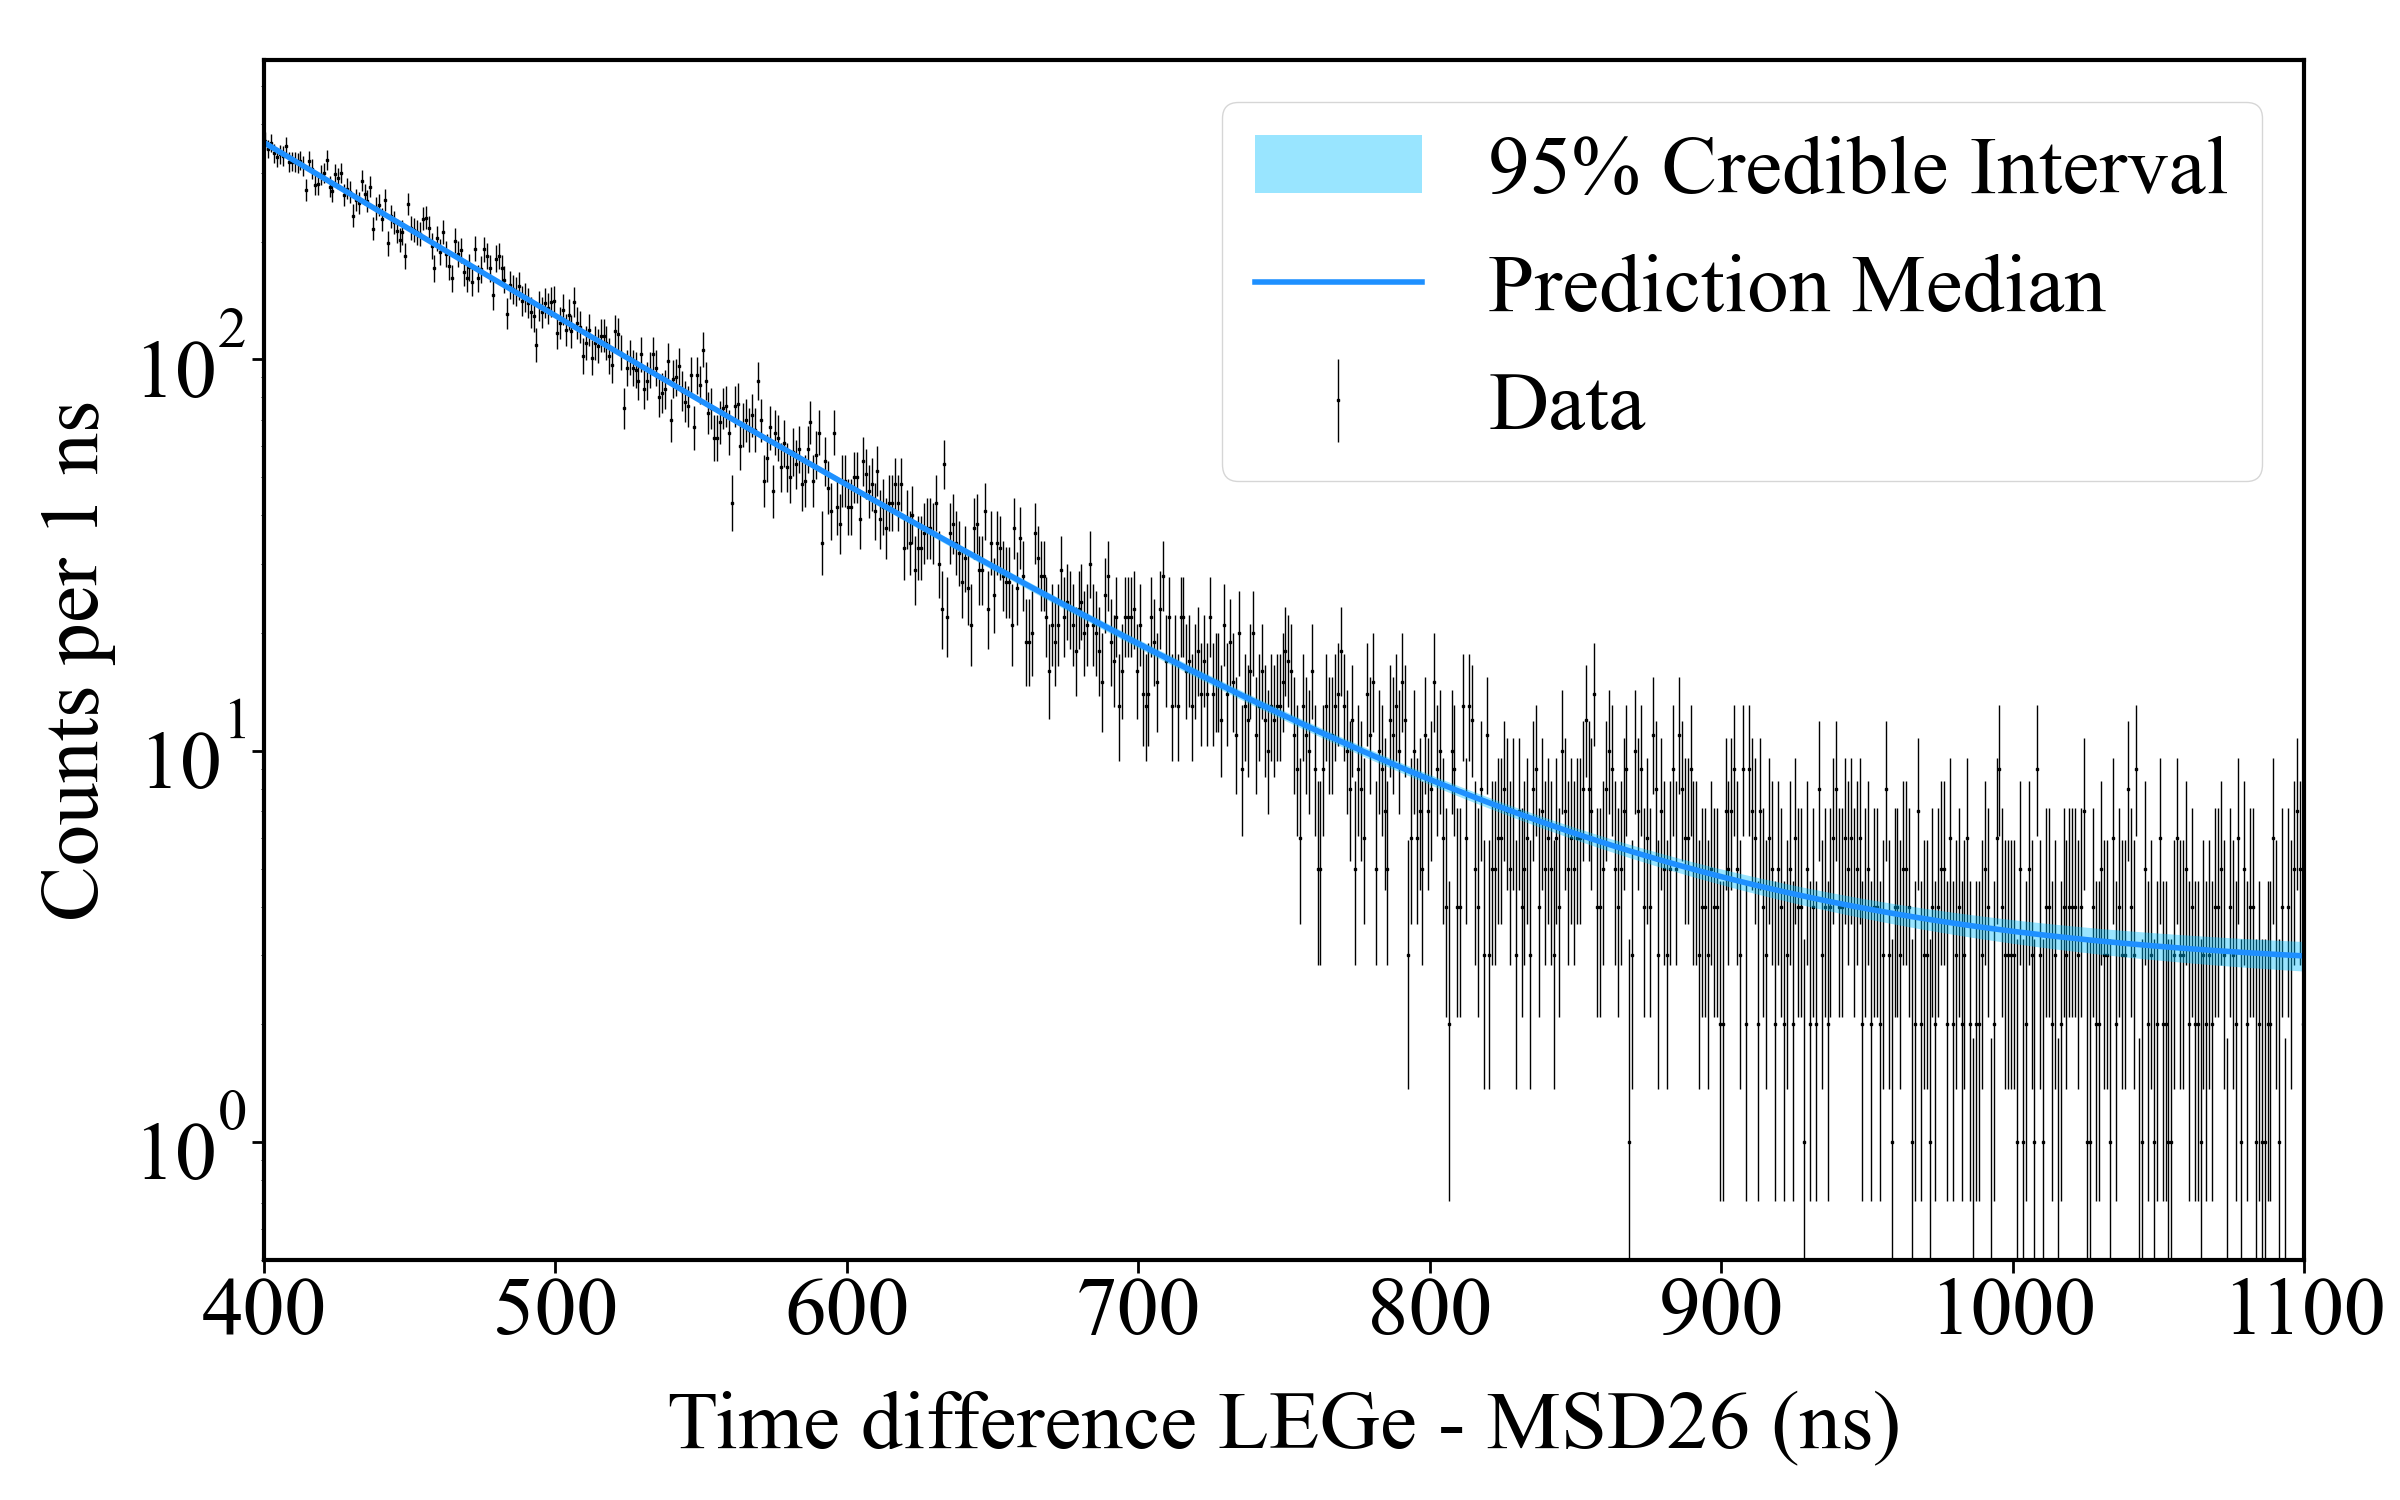 95% Credible Interval
Prediction Median
Data
Counts per 1 ns
10^2
10^1
10^0
400 500 600 700 800 900 1000 1100
Time difference LEGe - MSD26 (ns)